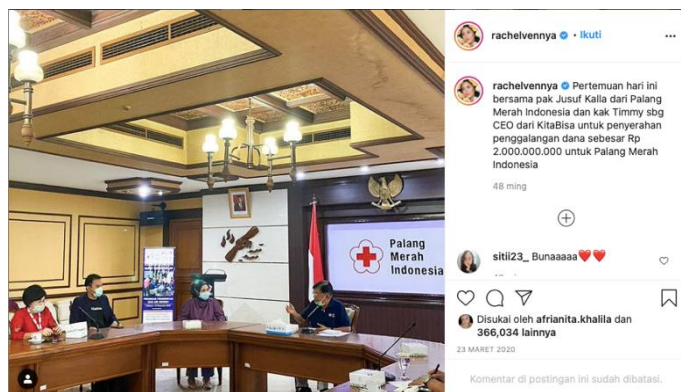 rachelvennya • Ikuti
rachelvennya Pertemuan hari ini
bersama pak Jusuf Kalla dari Palang
Merah Indonesia dan kak Timmy sbg
CEO dari KitaBisa untuk penyerahan
penggalangan dana sebesar Rp
2.000.000.000 untuk Palang Merah
Indonesia
48 ming
sitii23_ Bunaaaaa❤️❤️
Disukai oleh afrianita.khalila dan
366,034 lainnya
23 MARET 2020
Komentar di postingan ini sudah dibatasi.
Palang
Merah
Indonesia